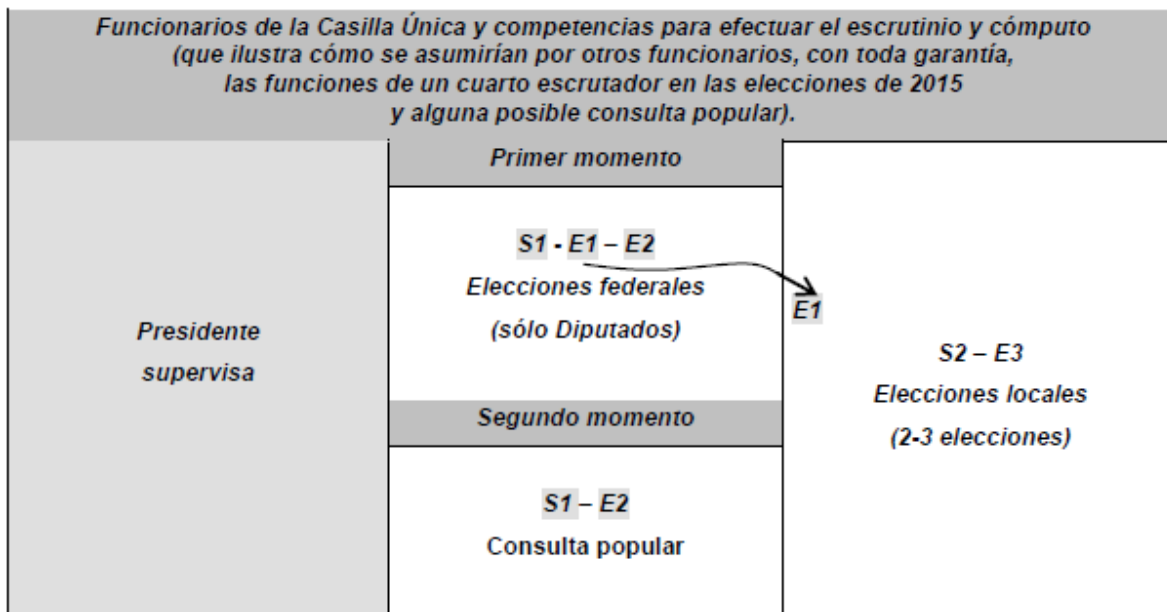 Funcionarios de la Casilla Única y competencias para efectuar el escrutinio y cómputo
(que ilustra cómo se asumirían por otros funcionarios, con toda garantía,
las funciones de un cuarto escrutador en las elecciones de 2015
y alguna posible consulta popular).
Presidente
supervisa
Primer momento
S1 - E1 – E2
Elecciones federales
(sólo Diputados)
Segundo momento
S1 – E2
Consulta popular
E1
S2 – E3
Elecciones locales
(2-3 elecciones)